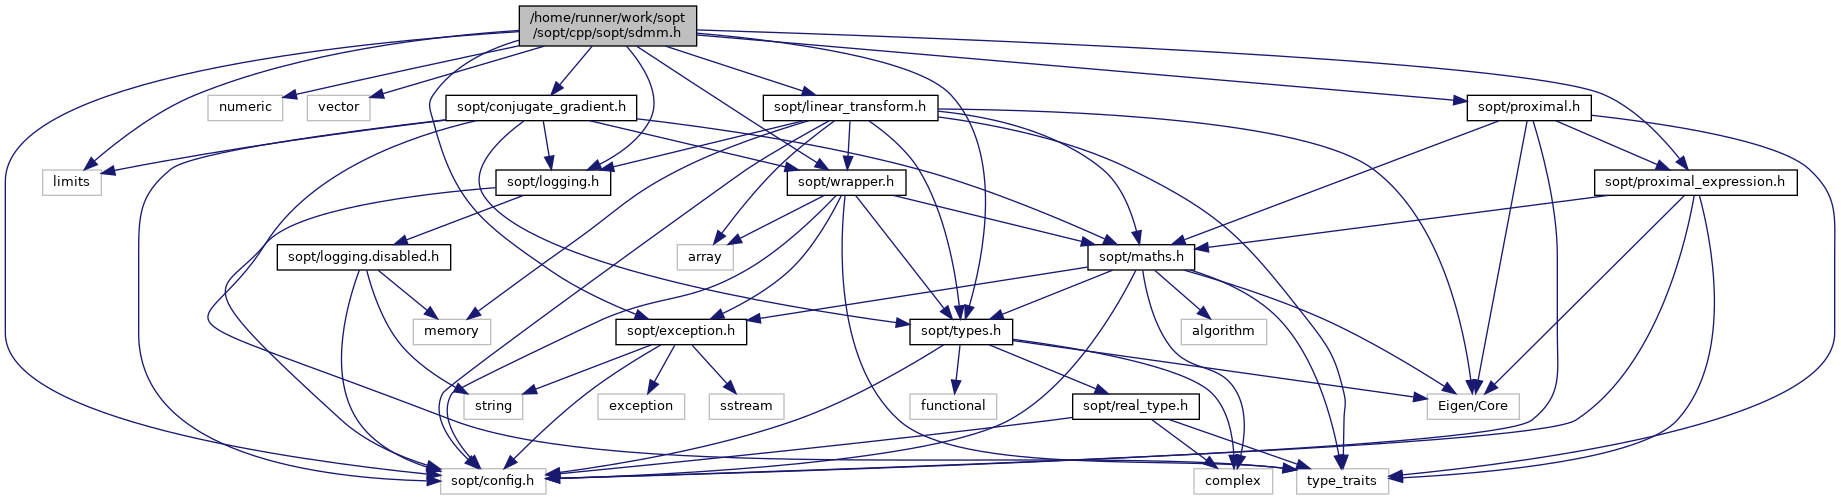 /home/runner/work/sopt
/sopt/cpp/sopt/sdmm.h
numeric
vector
sopt/conjugate_gradient.h
sopt/linear_transform.h
sopt/proximal.h
limits
sopt/logging.h
sopt/wrapper.h
sopt/proximal_expression.h
sopt/logging.disabled.h
array
sopt/maths.h
memory
sopt/exception.h
sopt/types.h
algorithm
string
exception
sstream
functional
sopt/real_type.h
Eigen/Core
sopt/config.h
complex
type_traits